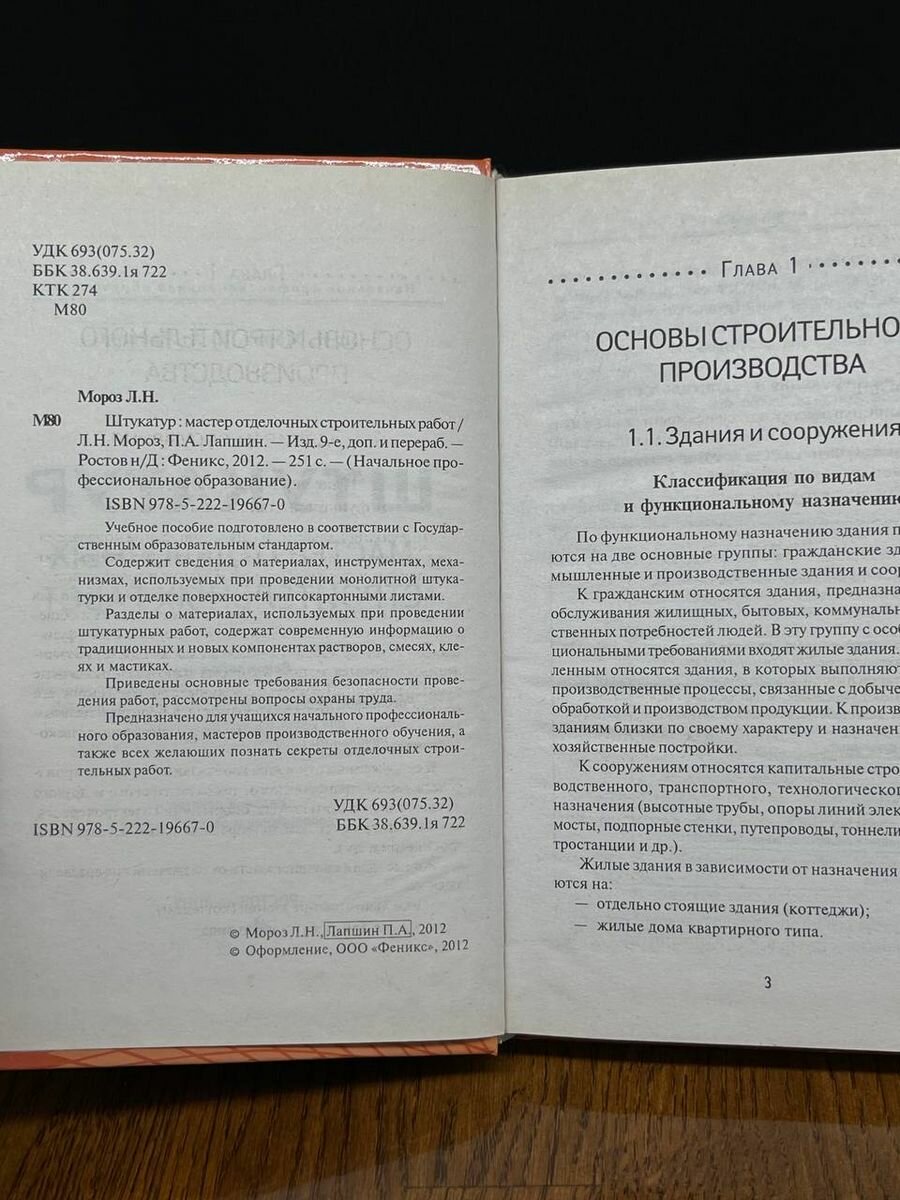 УДК 693(075.32)
ББК 38.639.1я 722
КТК 274
М80
Мороз Л.Н.
М80 Штукатур : мастер отделочных строительных работ /
Л.Н. Мороз, П.А. Лапшин. — Изд. 9-е, доп. и перераб. —
Ростов н/Д : Феникс, 2012. — 251 с. — (Начальное про-
фессиональное образование).
ISBN 978-5-222-19667-0
Учебное пособие подготовлено в соответствии с Государ-
ственным образовательным стандартом.
Содержит сведения о материалах, инструментах, меха-
низмах, используемых при проведении монолитной штука-
турки и отделке поверхностей гипсокартонными листами.
Разделы о материалах, используемых при проведении
штукатурных работ, содержат современную информацию о
традиционных и новых компонентах растворов, смесях, кле-
ях и мастиках.
Приведены основные требования безопасности прове-
дения работ, рассмотрены вопросы охраны труда.
Предназначено для учащихся начального профессиональ-
ного образования, мастеров производственного обучения, а
также всех желающих познать секреты отделочных строи-
тельных работ.
УДК 693(075.32)
ISBN 978-5-222-19667-0 ББК 38.639.1я 722
© Мороз Л.Н., Лапшин П.А., 2012
© Оформление, ООО «Феникс», 2012
Глава 1
ОСНОВЫ СТРОИТЕЛЬНО
ПРОИЗВОДСТВА
1.1. Здания и сооружения
Классификация по видам
и функциональному назначению
По функциональному назначению здания п
ются на две основные группы: гражданские зд
мышленные и производственные здания и соор
К гражданским относятся здания, предназна
обслуживания жилищных, бытовых, коммуналь
ственных потребностей людей. В эту группу с особ
циональными требованиями входят жилые здания.
ленным относятся здания, в которых выполняют
производственные процессы, связанные с добыче
обработкой и производством продукции. К произв
зданиям близки по своему характеру и назначен
хозяйственные постройки.
К сооружениям относятся капитальные стро
водственного, транспортного, технологическо
назначения (высотные трубы, опоры линий элек
мосты, подпорные стенки, путепроводы, тоннели
тростанции и др.).
Жилые здания в зависимости от назначения
ются на:
— отдельно стоящие здания (коттеджи);
— жилые дома квартирного типа.
3